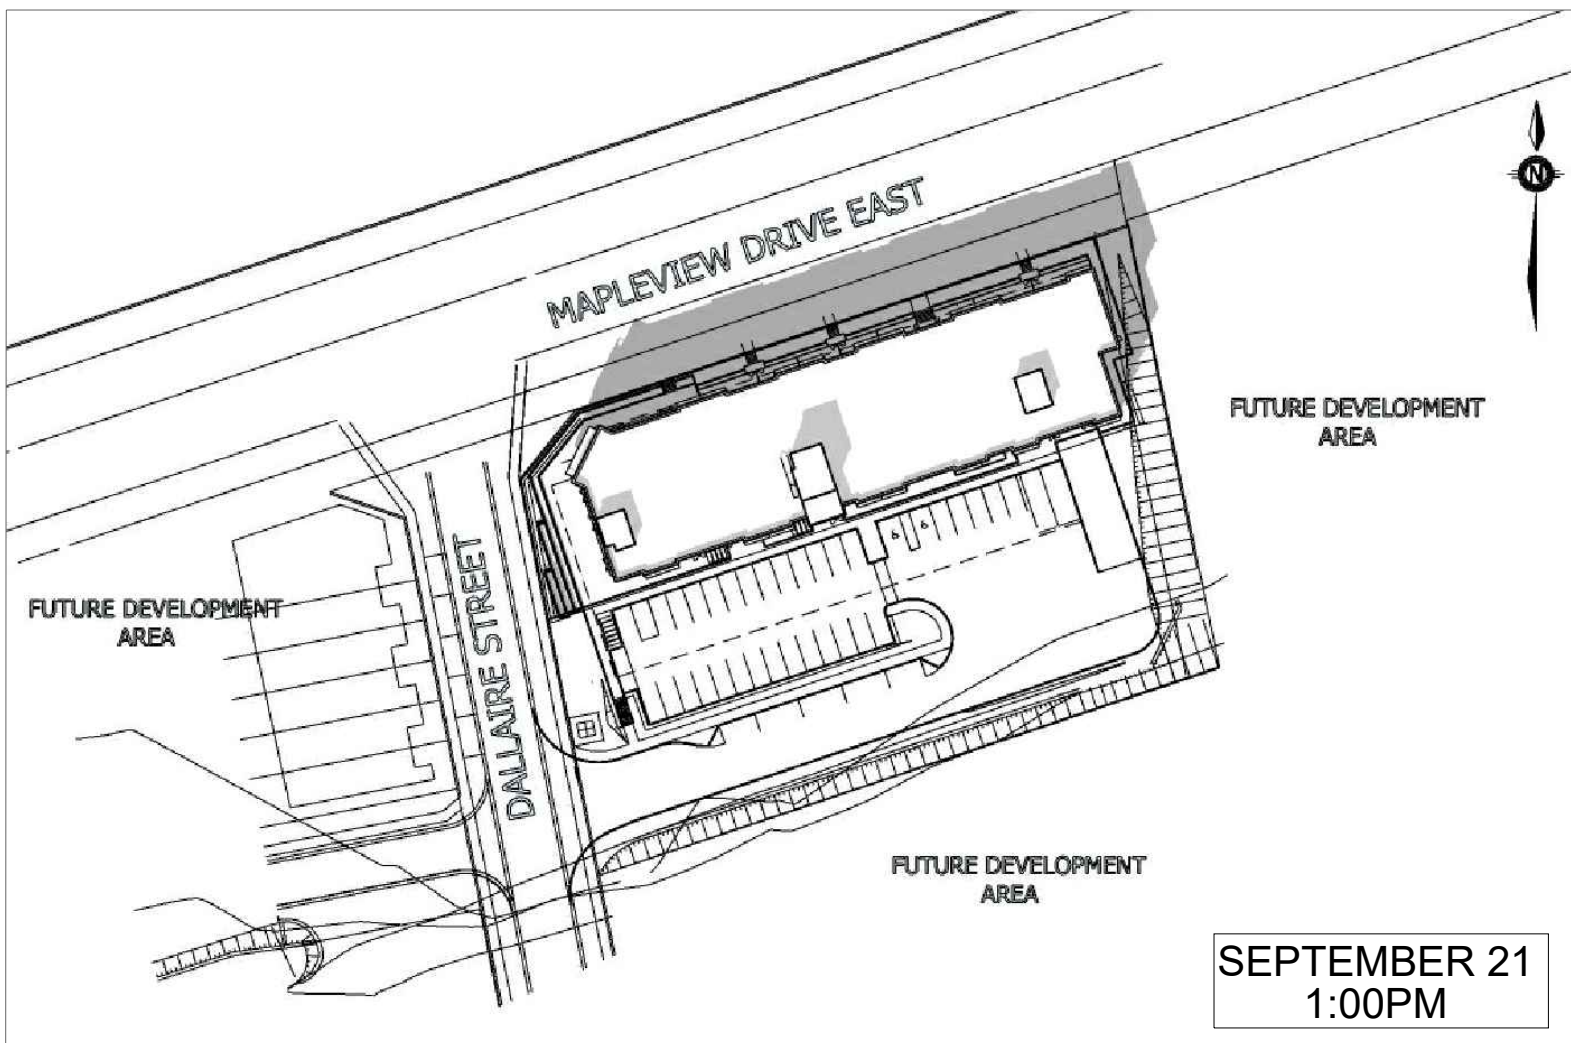 MAPLEVIEW DRIVE EAST
N
FUTURE DEVELOPMENT
AREA
FUTURE DEVELOPMENT
AREA
DALLAIRE STREET
FUTURE DEVELOPMENT
AREA
SEPTEMBER 21
1:00PM